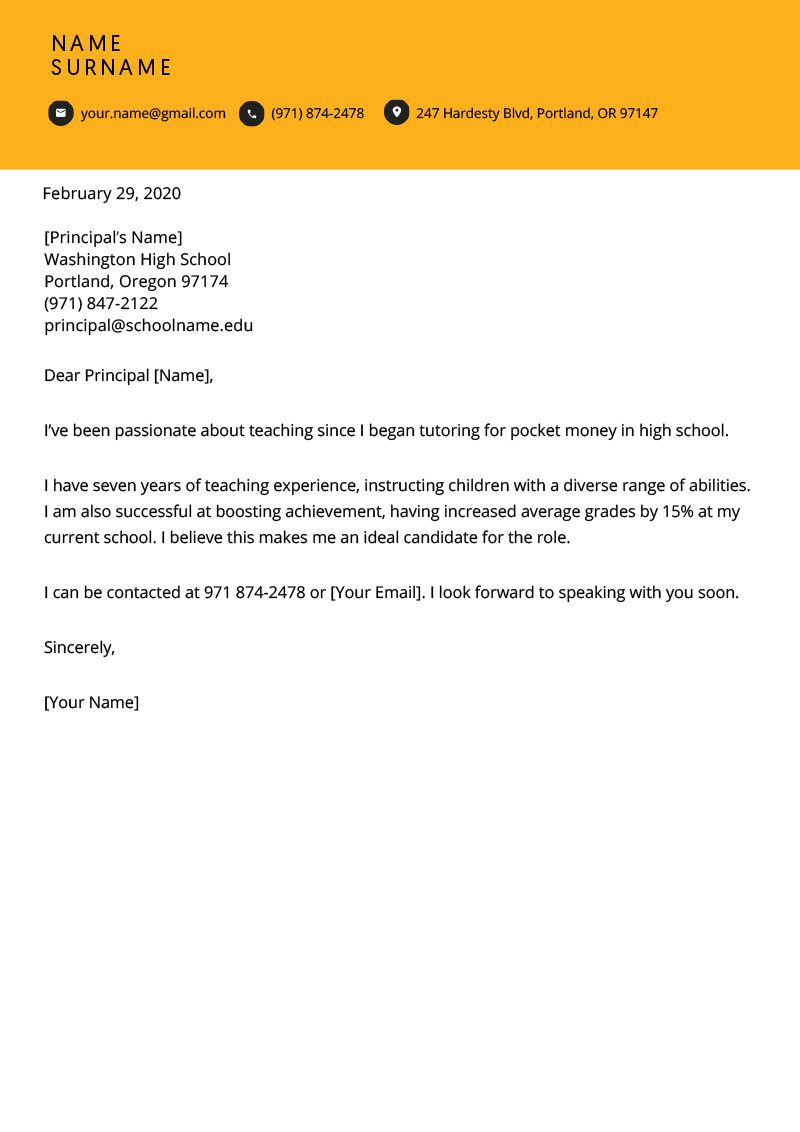 NAME
SURNAME
your.name@gmail.com (971) 874-2478 247 Hardesty Blvd, Portland, OR 97147
February 29, 2020
[Principal's Name]
Washington High School
Portland, Oregon 97174
(971) 847-2122
principal@schoolname.edu
Dear Principal [Name],
I’ve been passionate about teaching since I began tutoring for pocket money in high school.
I have seven years of teaching experience, instructing children with a diverse range of abilities.
I am also successful at boosting achievement, having increased average grades by 15% at my
current school. I believe this makes me an ideal candidate for the role.
I can be contacted at 971 874-2478 or [Your Email]. I look forward to speaking with you soon.
Sincerely,
[Your Name]